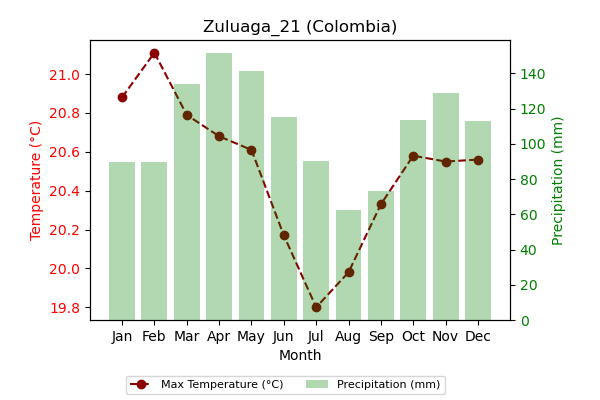 Zuluaga_21 (Colombia)
Temperature (°C)
21.0
20.8
20.6
20.4
20.2
20.0
19.8
140
120
100
80
60
40
20
0
Precipitation (mm)
Jan Feb Mar Apr May Jun Jul Aug Sep Oct Nov Dec
Month
Max Temperature (°C) Precipitation (mm)